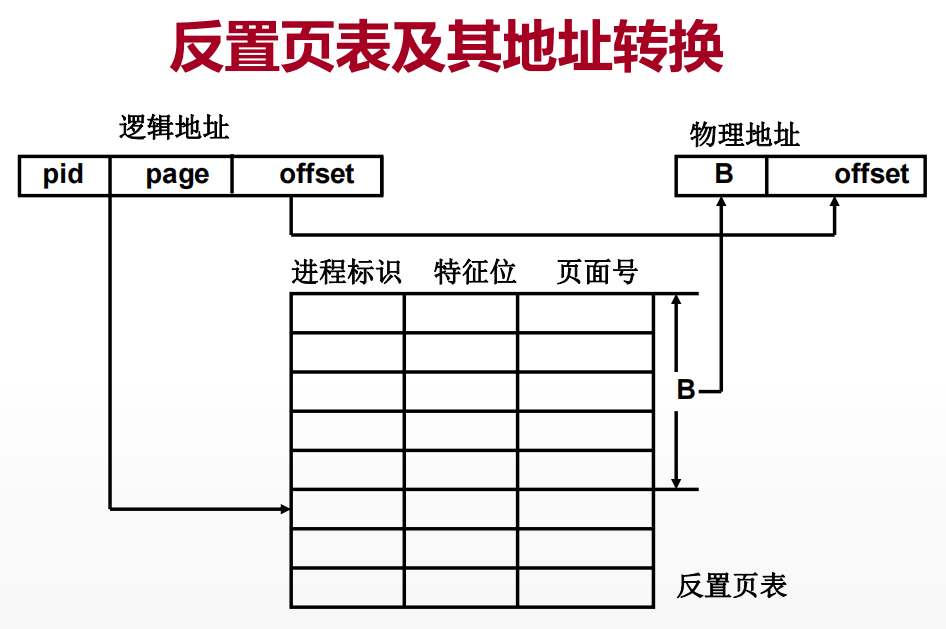 反置页表及其地址转换
逻辑地址
物理地址
pid page offset
B offset
进程标识 特征位 页面号
B
反置页表